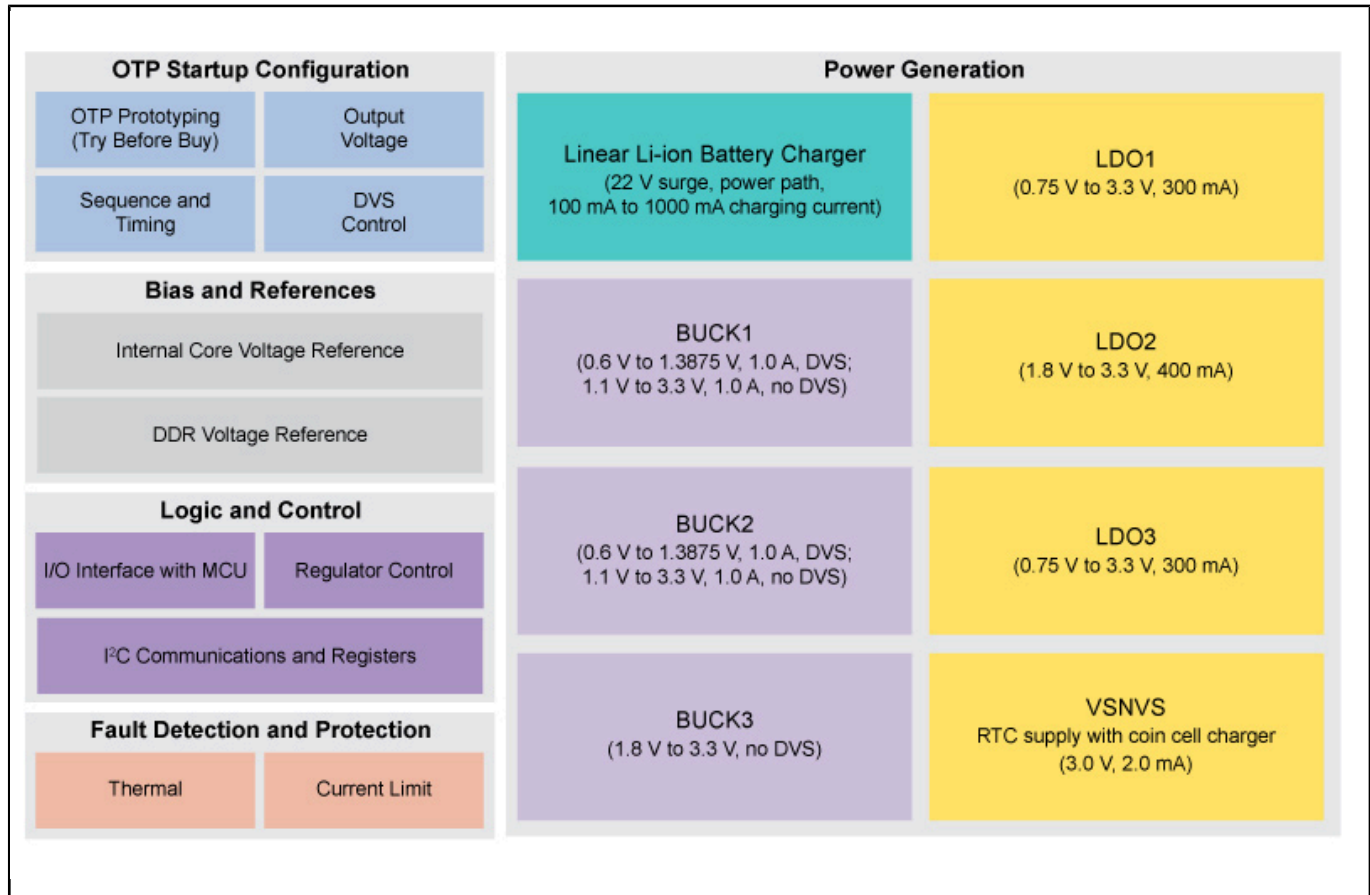 OTP Startup Configuration
OTP Prototyping
(Try Before Buy)
Output
Voltage
Sequence and
Timing
DVS
Control
Bias and References
Internal Core Voltage Reference
DDR Voltage Reference
Logic and Control
I/O Interface with MCU
Regulator Control
I²C Communications and Registers
Fault Detection and Protection
Thermal
Current Limit
Power Generation
Linear Li-ion Battery Charger
(22 V surge, power path,
100 mA to 1000 mA charging current)
LDO1
(0.75 V to 3.3 V, 300 mA)
BUCK1
(0.6 V to 1.3875 V, 1.0 A, DVS;
1.1 V to 3.3 V, 1.0 A, no DVS)
LDO2
(1.8 V to 3.3 V, 400 mA)
BUCK2
(0.6 V to 1.3875 V, 1.0 A, DVS;
1.1 V to 3.3 V, 1.0 A, no DVS)
LDO3
(0.75 V to 3.3 V, 300 mA)
BUCK3
(1.8 V to 3.3 V, no DVS)
VSNVS
RTC supply with coin cell charger
(3.0 V, 2.0 mA)